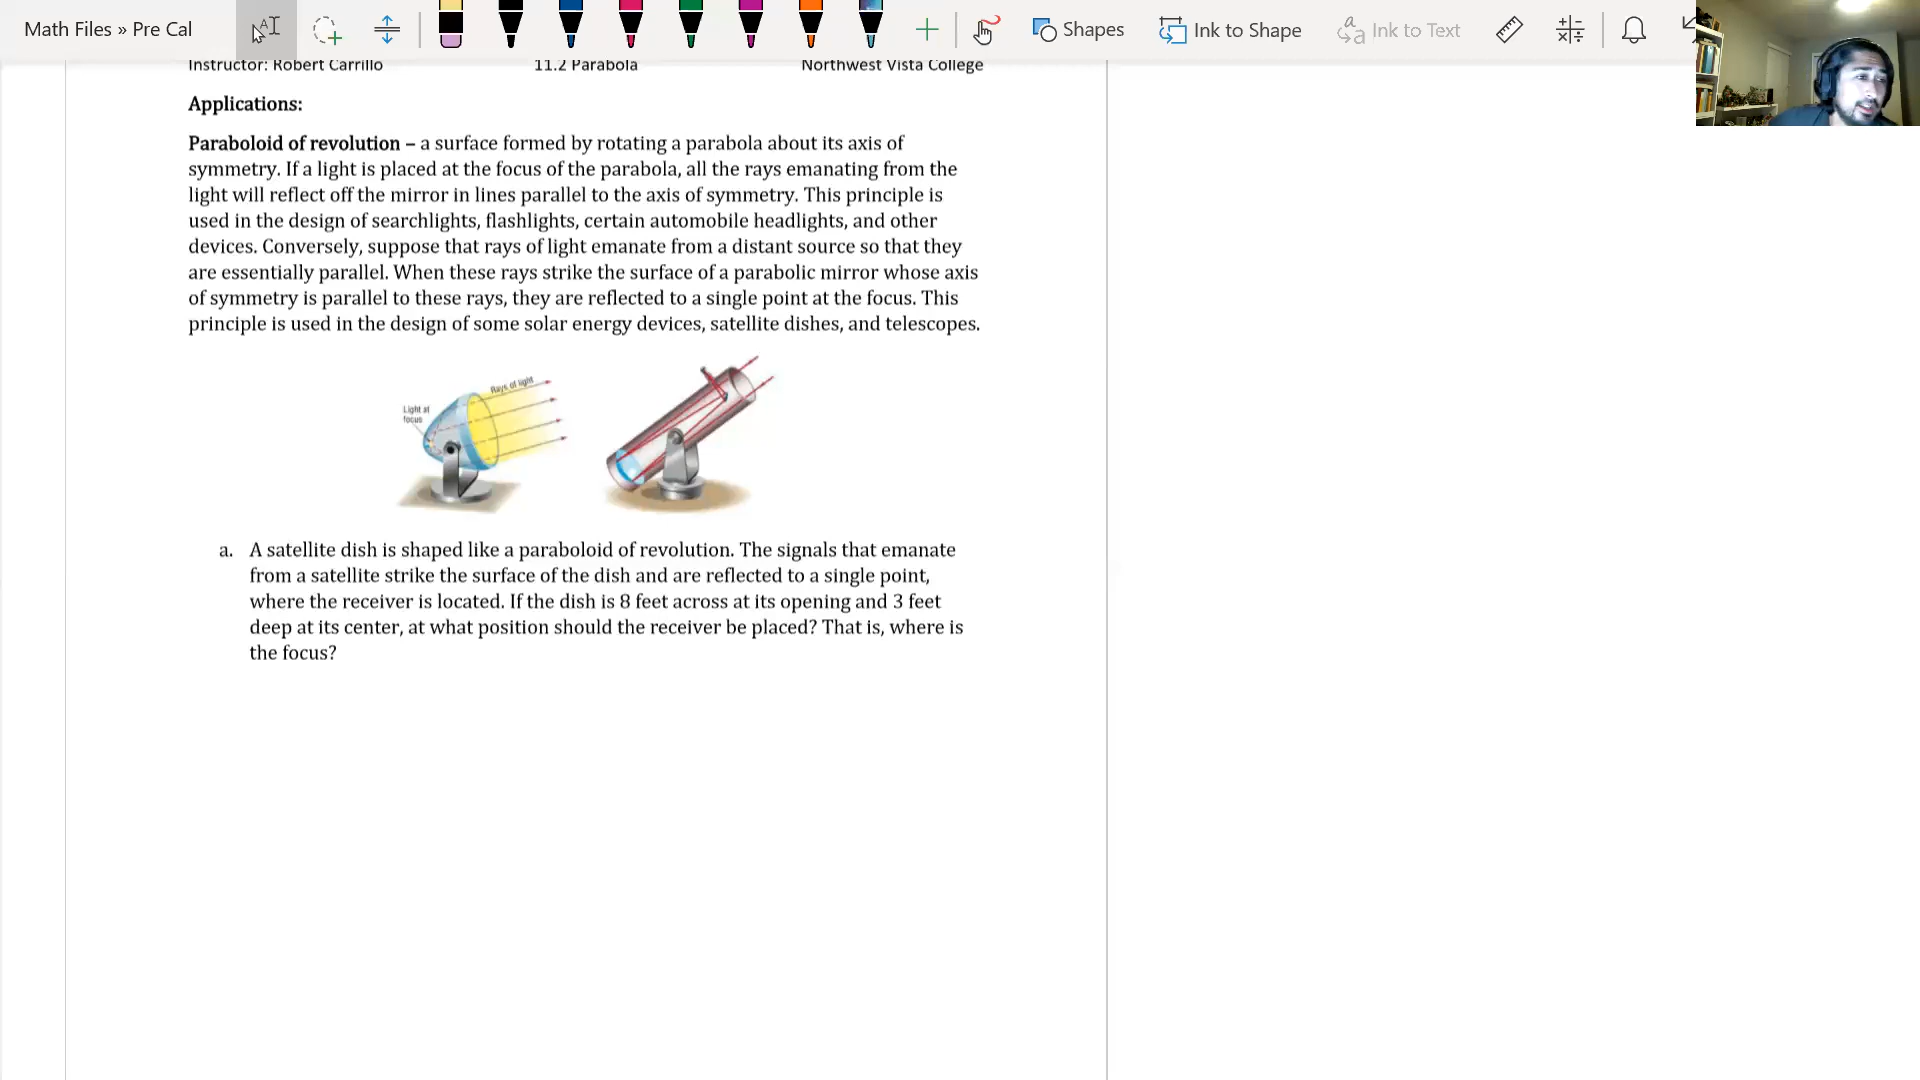 Math Files » Pre Cal
Shapes
Ink to Shape
Ink to Text
Instructor: Robert Carrillo 11.2 Parabola Northwest Vista College
Applications:
Paraboloid of revolution – a surface formed by rotating a parabola about its axis of
symmetry. If a light is placed at the focus of the parabola, all the rays emanating from the
light will reflect off the mirror in lines parallel to the axis of symmetry. This principle is
used in the design of searchlights, flashlights, certain automobile headlights, and other
devices. Conversely, suppose that rays of light emanate from a distant source so that they
are essentially parallel. When these rays strike the surface of a parabolic mirror whose axis
of symmetry is parallel to these rays, they are reflected to a single point at the focus. This
principle is used in the design of some solar energy devices, satellite dishes, and telescopes.
Rays of light
Light at
focus
a. A satellite dish is shaped like a paraboloid of revolution. The signals that emanate
from a satellite strike the surface of the dish and are reflected to a single point,
where the receiver is located. If the dish is 8 feet across at its opening and 3 feet
deep at its center, at what position should the receiver be placed? That is, where is
the focus?